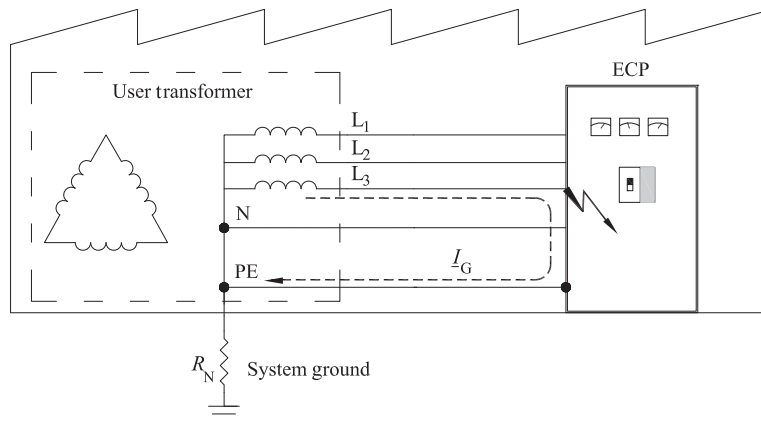 ECP
User transformer
L1
L2
L3
N
PE
IG
RN
System ground